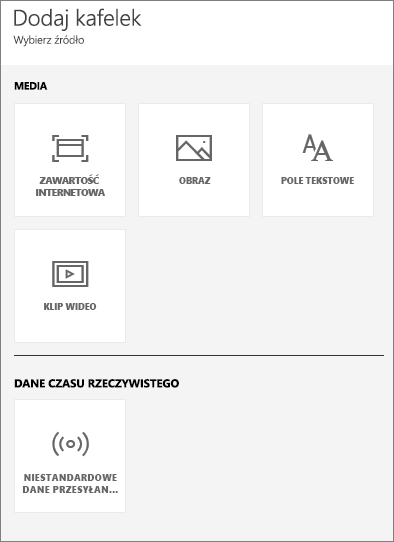 Dodaj kafelek
Wybierz źródło
MEDIA
ZAWARTOŚĆ
INTERNETOWA
OBRAZ
POLE TEKSTOWE
KLIP WIDEO
DANE CZASU RZECZYWISTEGO
NIESTANDARDOWE
DANE PRZESYŁAN...